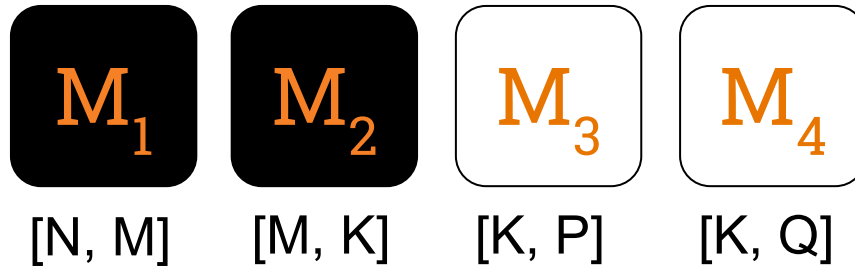 M₁ M₂ M₃ M₄
[N, M] [M, K] [K, P] [K, Q]